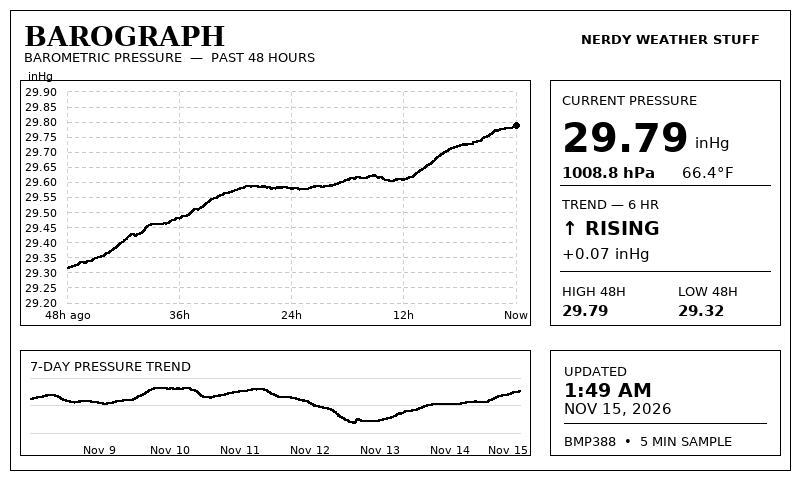 BAROGRAPH
BAROMETRIC PRESSURE — PAST 48 HOURS
NERDY WEATHER STUFF
inHg
29.90
29.85
29.80
29.75
29.70
29.65
29.60
29.55
29.50
29.45
29.40
29.35
29.30
29.25
29.20
48h ago 36h 24h 12h Now
CURRENT PRESSURE
29.79 inHg
1008.8 hPa 66.4°F
TREND — 6 HR
↑ RISING
+0.07 inHg
HIGH 48H LOW 48H
29.79 29.32
7-DAY PRESSURE TREND
Nov 9 Nov 10 Nov 11 Nov 12 Nov 13 Nov 14 Nov 15
UPDATED
1:49 AM
NOV 15, 2026
BMP388 • 5 MIN SAMPLE